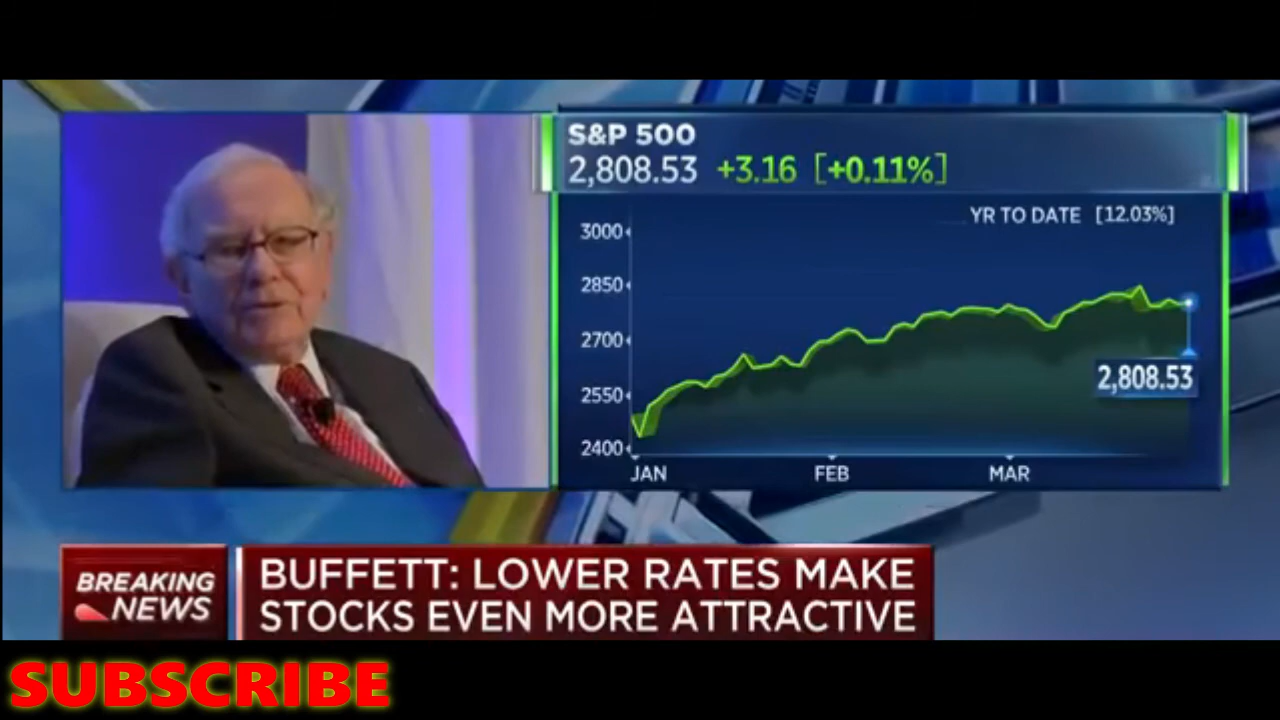 S&P 500
2,808.53 +3.16 [+0.11%]
YR TO DATE [12.03%]
3000
2850
2700
2550
2400
2,808.53
JAN FEB MAR
BREAKING
NEWS
BUFFETT: LOWER RATES MAKE
STOCKS EVEN MORE ATTRACTIVE
SUBSCRIBE